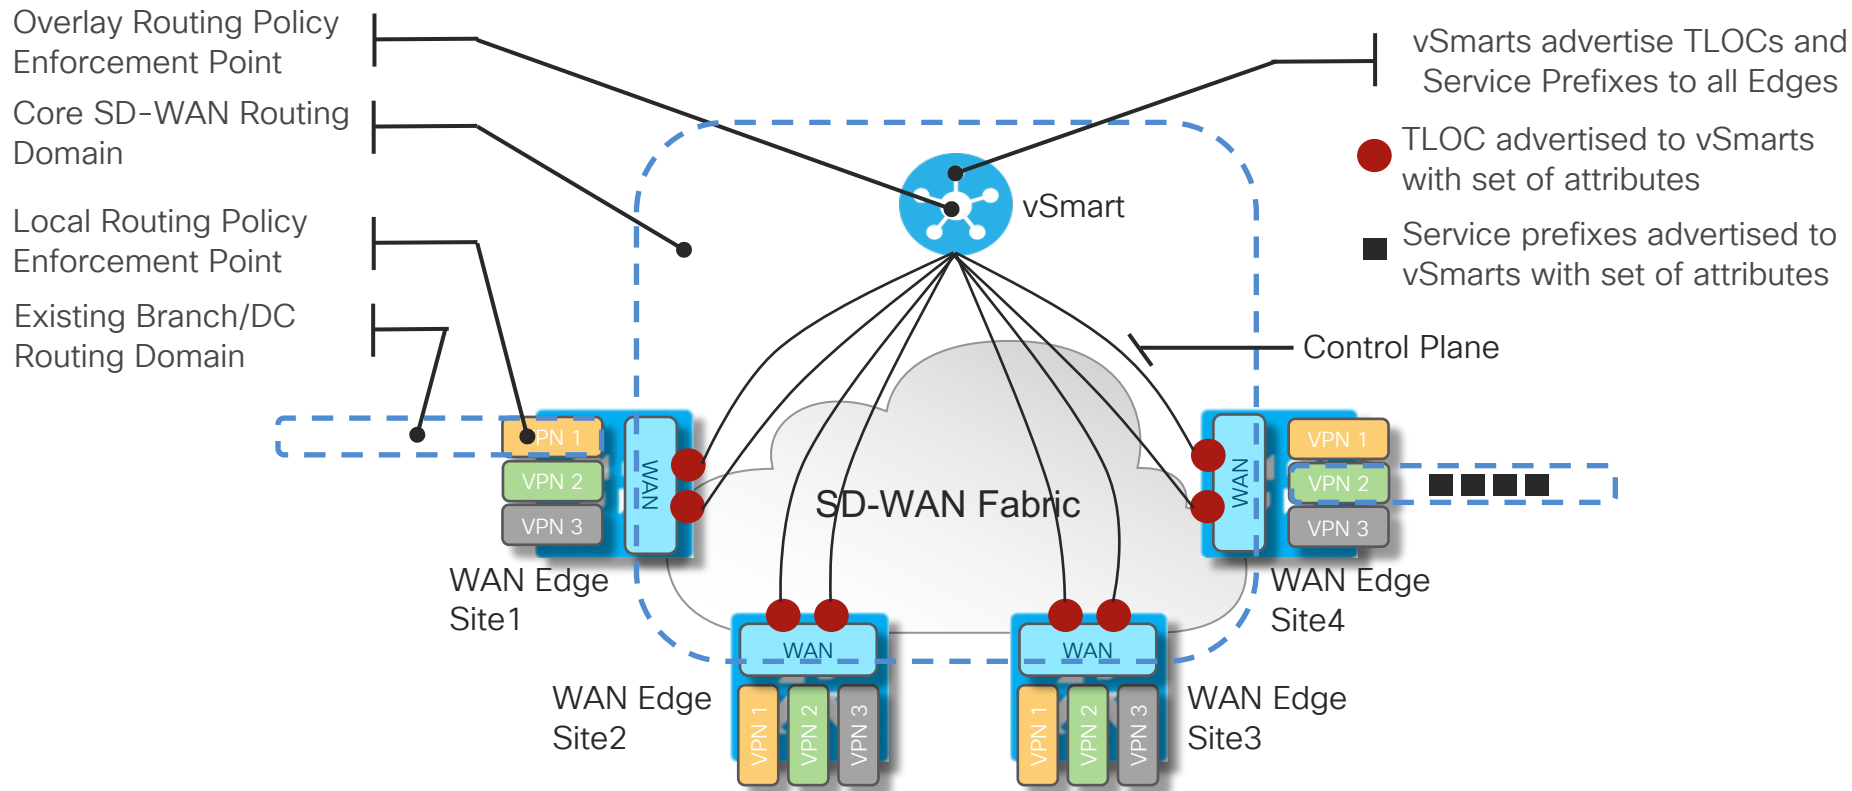 Overlay Routing Policy
Enforcement Point
Core SD-WAN Routing
Domain
Local Routing Policy
Enforcement Point
Existing Branch/DC
Routing Domain
vSmarts advertise TLOCs and
Service Prefixes to all Edges
TLOC advertised to vSmarts
with set of attributes
Service prefixes advertised to
vSmarts with set of attributes
vSmart
Control Plane
SD-WAN Fabric
VPN 1
VPN 2
VPN 3
WAN
WAN Edge
Site1
WAN
VPN 1
VPN 2
VPN 3
WAN Edge
Site2
WAN
VPN 1
VPN 2
VPN 3
WAN Edge
Site3
WAN
VPN 1
VPN 2
VPN 3
WAN Edge
Site4